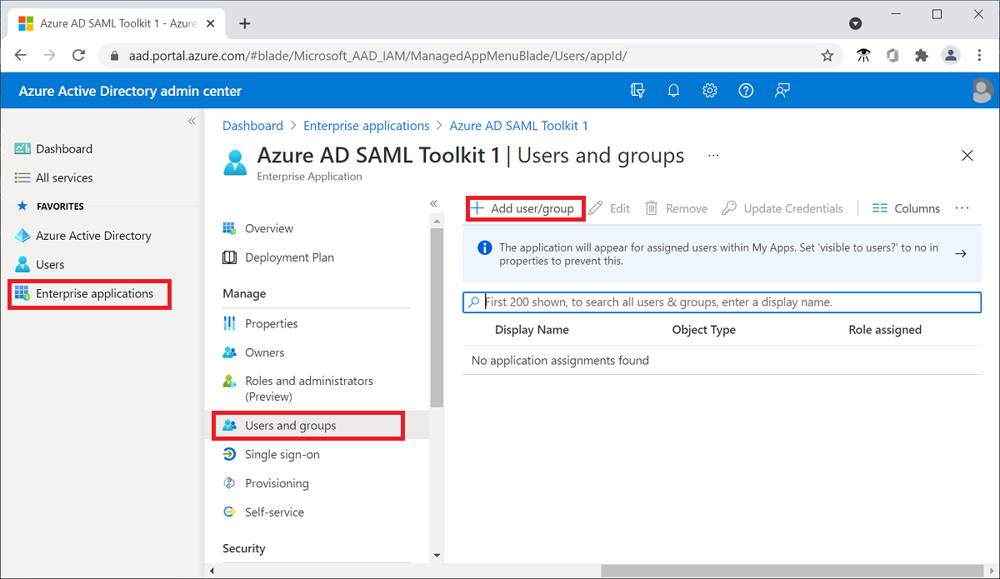 Azure AD SAML Toolkit 1 - Azure
aad.portal.azure.com/#blade/Microsoft_AAD_IAM/ManagedAppMenuBlade/Users/appId/
Azure Active Directory admin center
Dashboard
All services
FAVORITES
Azure Active Directory
Users
Enterprise applications
Dashboard > Enterprise applications > Azure AD SAML Toolkit 1
Azure AD SAML Toolkit 1 | Users and groups ...
Enterprise Application
Overview
Deployment Plan
Manage
Properties
Owners
Roles and administrators
(Preview)
Users and groups
Single sign-on
Provisioning
Self-service
Security
Add user/group Edit Remove Update Credentials Columns ...
The application will appear for assigned users within My Apps. Set 'visible to users?' to no in
properties to prevent this.
First 200 shown, to search all users & groups, enter a display name.
Display Name Object Type Role assigned
No application assignments found